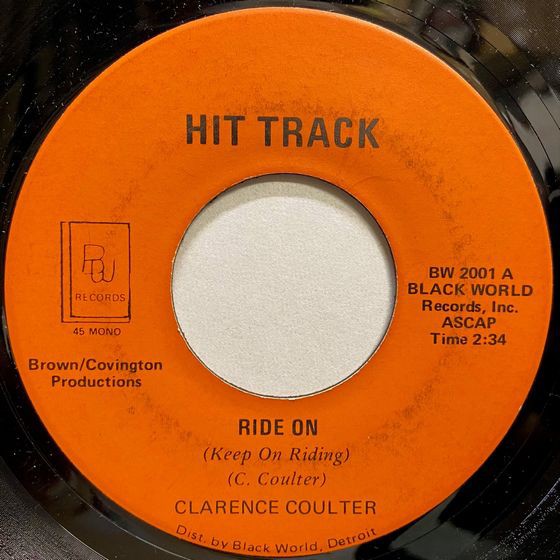 HIT TRACK
RBW
RECORDS
45 MONO
Brown/Covington
Productions
BW 2001 A
BLACK WORLD
Records, Inc.
ASCAP
Time 2:34
RIDE ON
(Keep On Riding)
(C. Coulter)
CLARENCE COULTER
Dist. by Black World, Detroit